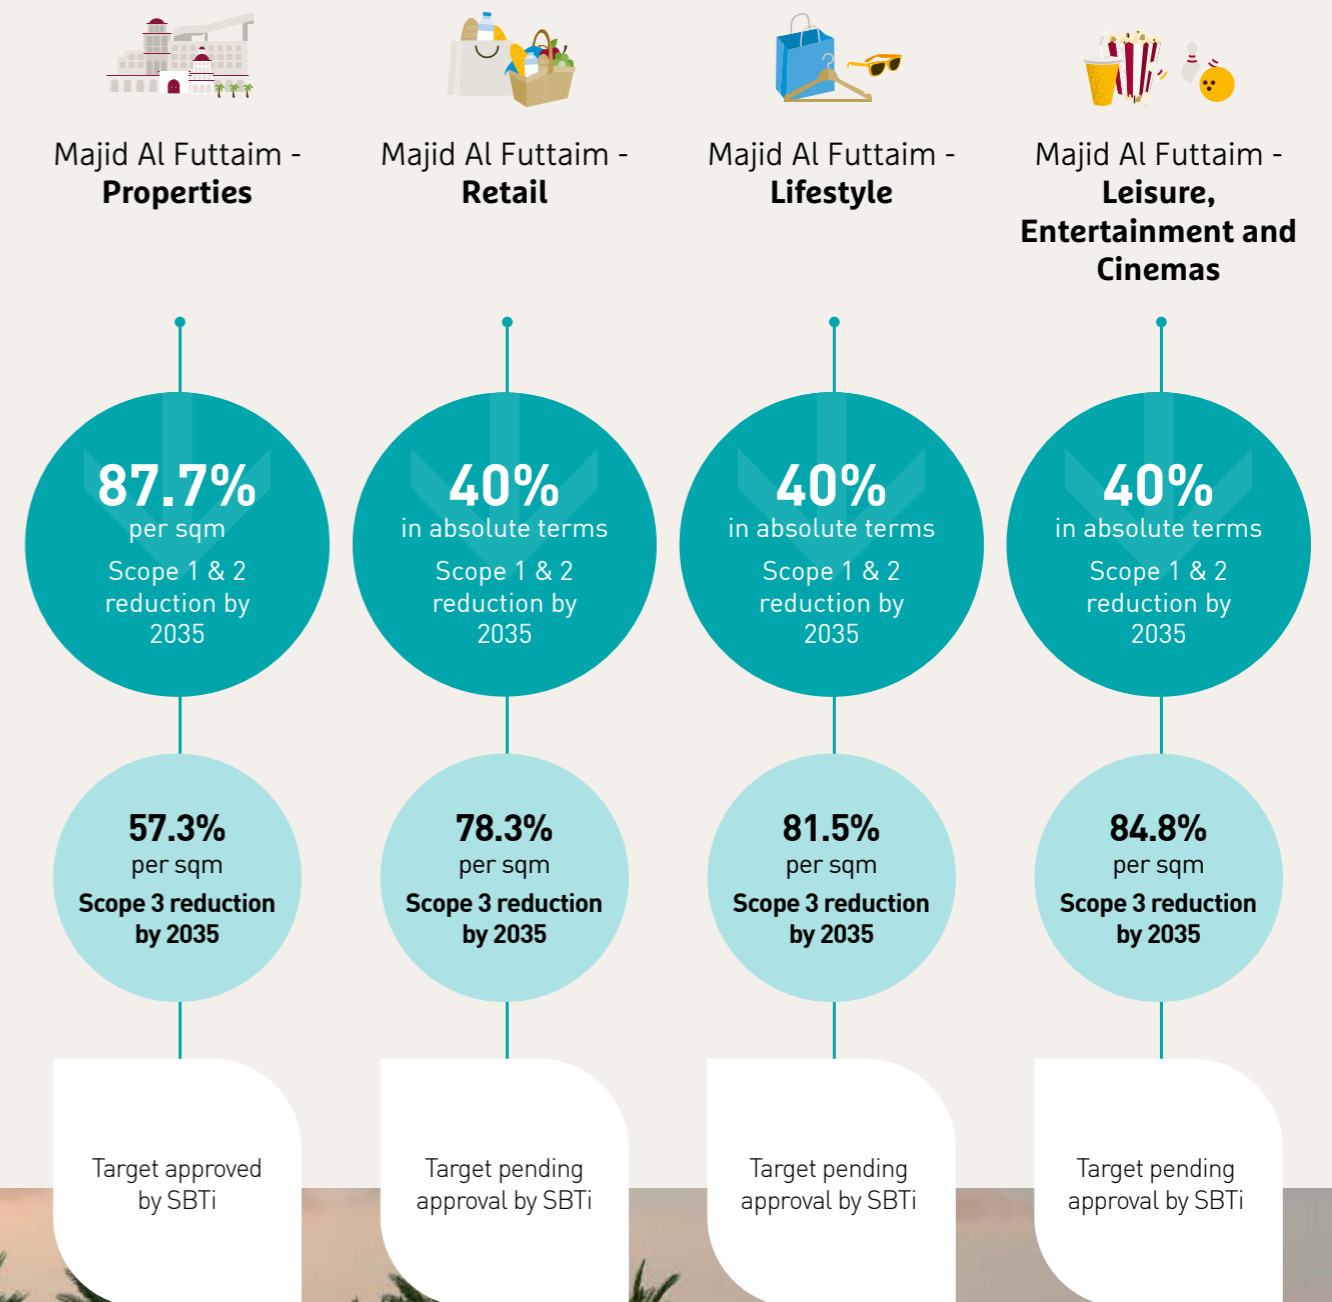 Majid Al Futtaim -
Properties
Majid Al Futtaim -
Retail
Majid Al Futtaim -
Lifestyle
Majid Al Futtaim -
Leisure,
Entertainment and
Cinemas
87.7%
per sqm
Scope 1 & 2
reduction by
2035
40%
in absolute terms
Scope 1 & 2
reduction by
2035
40%
in absolute terms
Scope 1 & 2
reduction by
2035
40%
in absolute terms
Scope 1 & 2
reduction by
2035
57.3%
per sqm
Scope 3 reduction
by 2035
78.3%
per sqm
Scope 3 reduction
by 2035
81.5%
per sqm
Scope 3 reduction
by 2035
84.8%
per sqm
Scope 3 reduction
by 2035
Target approved
by SBTi
Target pending
approval by SBTi
Target pending
approval by SBTi
Target pending
approval by SBTi